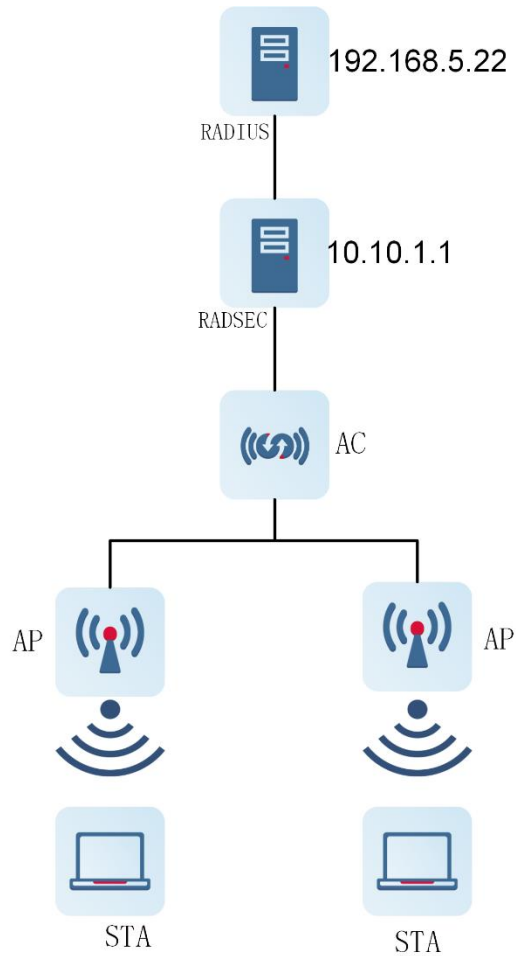 192.168.5.22
RADIUS
10.10.1.1
RADSEC
AC
AP
AP
STA
STA